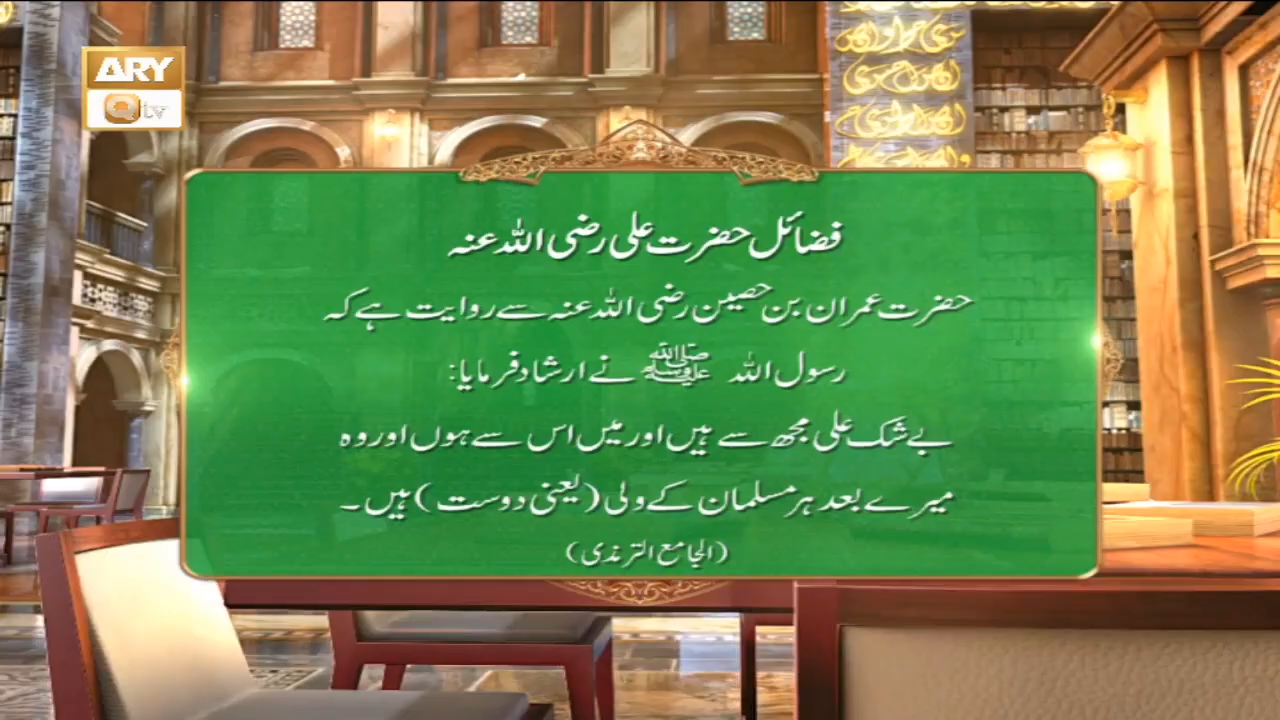 ARY
Qtv
فضائل حضرت علی رضی اللہ عنہ
حضرت عمران بن حصین رضی اللہ عنہ سے روایت ہے کہ
رسول اللہ ﷺ نے ارشاد فرمایا:
بے شک علی مجھ سے ہیں اور میں اس سے ہوں اور وہ
میرے بعد ہر مسلمان کے ولی (یعنی دوست) ہیں۔
(الجامع الترمذی)